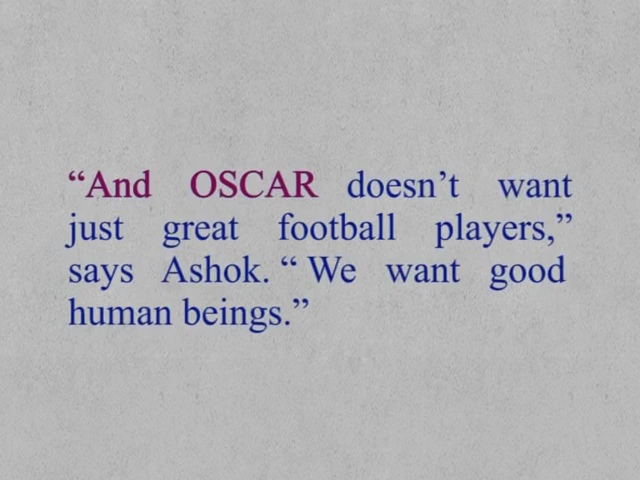 “And OSCAR doesn’t want
just great football players,”
says Ashok. “ We want good
human beings.”